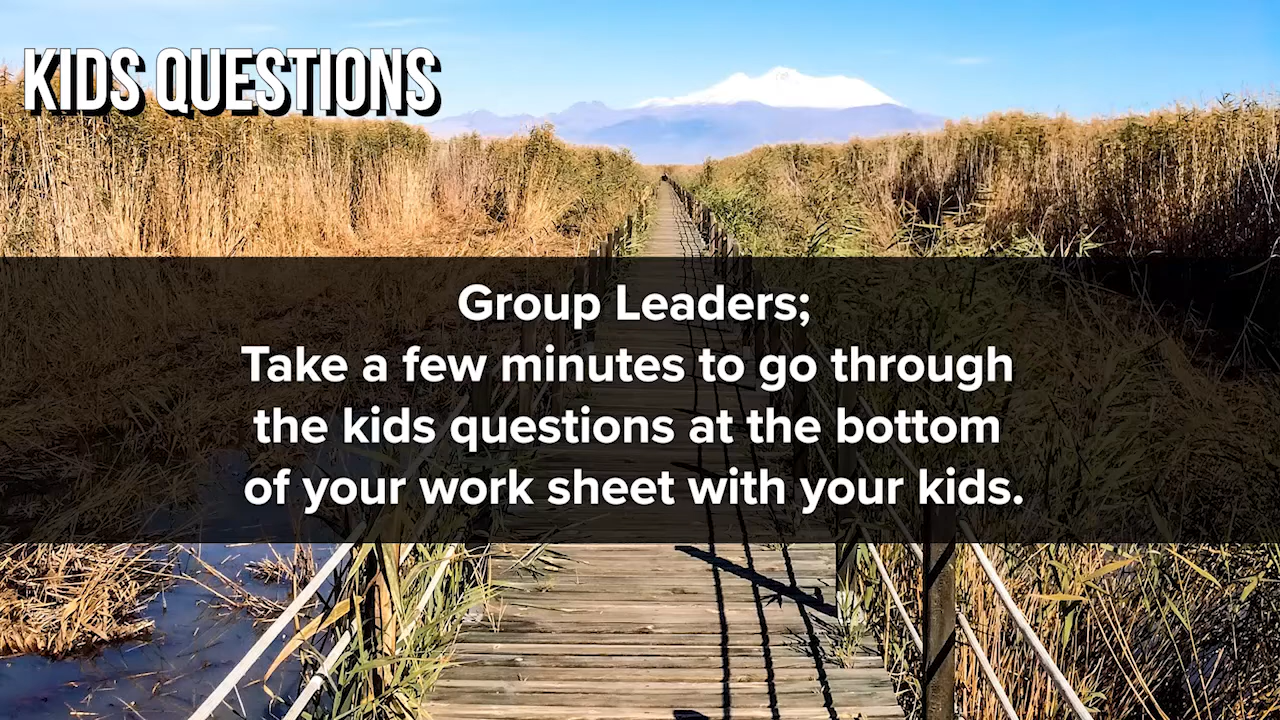 KIDS QUESTIONS
Group Leaders;
Take a few minutes to go through
the kids questions at the bottom
of your work sheet with your kids.